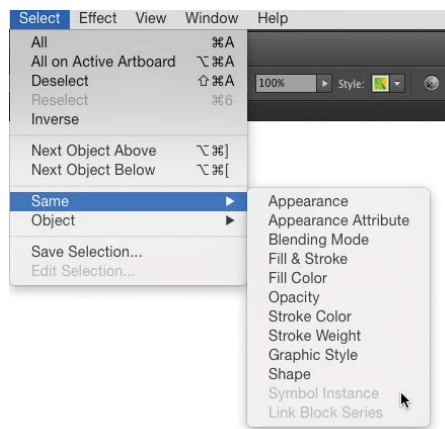 Select Effect View Window Help
All ⌘A
All on Active Artboard ⌥⌘A
Deselect ⇧⌘A
Reselect ⌘6
Inverse
100% Style:
Next Object Above ⌥⌘]
Next Object Below ⌥⌘[
Same
Object
Save Selection...
Edit Selection...
Appearance
Appearance Attribute
Blending Mode
Fill & Stroke
Fill Color
Opacity
Stroke Color
Stroke Weight
Graphic Style
Shape
Symbol Instance
Link Block Series